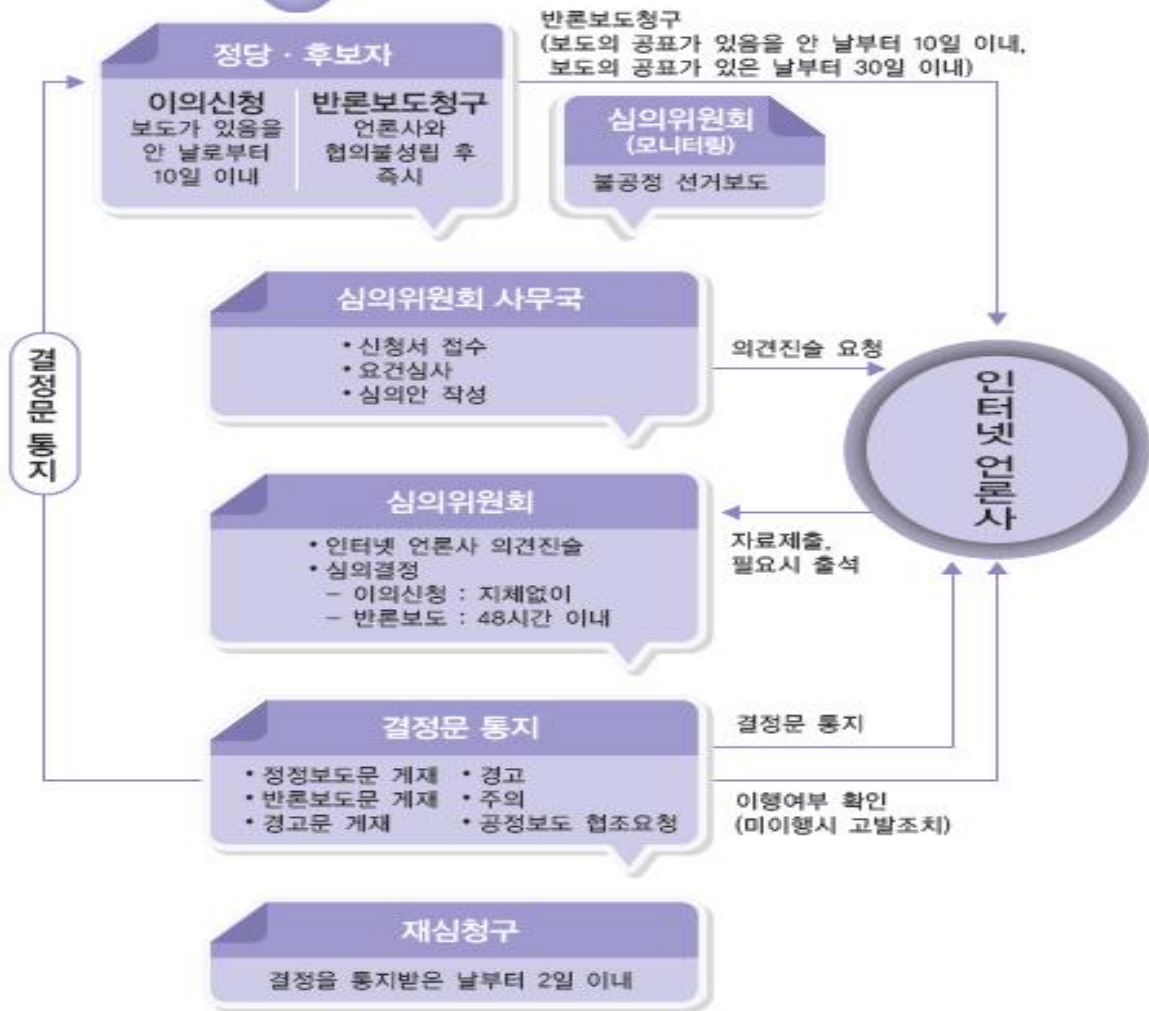 반론보도청구
(보도의 공표가 있음을 안 날부터 10일 이내,
보도의 공표가 있은 날부터 30일 이내)
정당 · 후보자
이의신청
보도가 있음을
안 날로부터
10일 이내
반론보도청구
언론사와
협의불성립 후
즉시
심의위원회
(모니터링)
불공정 선거보도
심의위원회 사무국
• 신청서 접수
• 요건심사
• 심의안 작성
의견진술 요청
인터넷 언론사
결정문 통지
심의위원회
• 인터넷 언론사 의견진술
• 심의결정
– 이의신청 : 지체없이
– 반론보도 : 48시간 이내
자료제출,
필요시 출석
결정문 통지
• 정정보도문 게재
• 반론보도문 게재
• 경고문 게재
• 경고
• 주의
• 공정보도 협조요청
결정문 통지
이행여부 확인
(미이행시 고발조치)
재심청구
결정을 통지받은 날부터 2일 이내